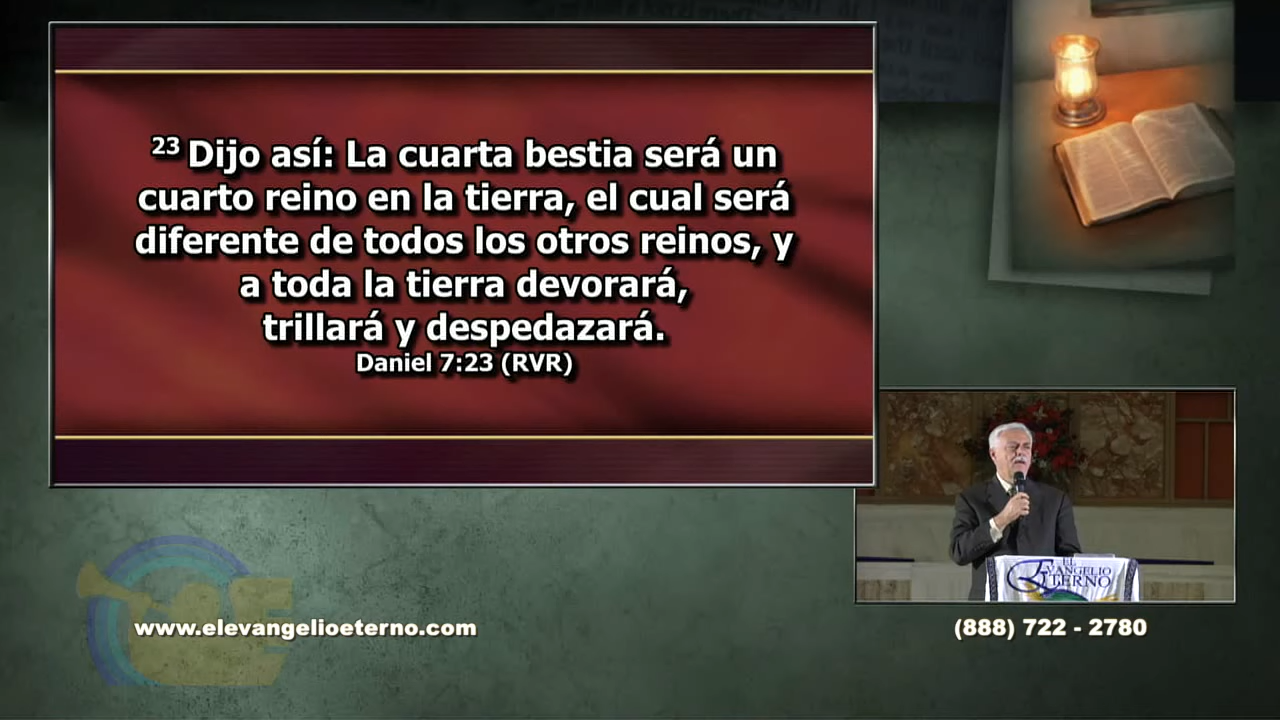 23 Dijo así: La cuarta bestia será un
cuarto reino en la tierra, el cual será
diferente de todos los otros reinos, y
a toda la tierra devorará,
trillará y despedazará.
Daniel 7:23 (RVR)
EL
EVANGELIO
ETERNO
www.elevangelioeterno.com
(888) 722 - 2780